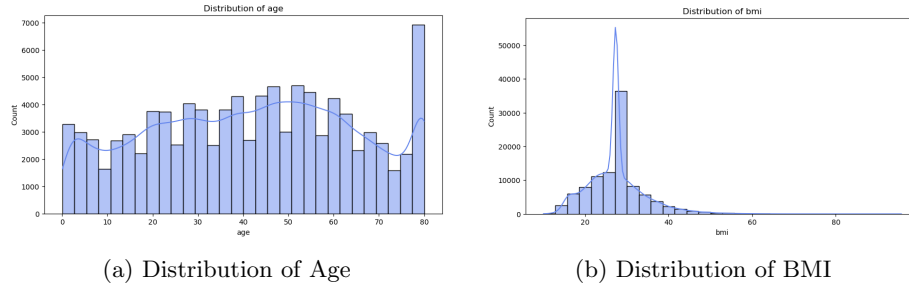 Distribution of age
7000
6000
5000
4000
3000
2000
1000
0
Count
0 10 20 30 40 50 60 70 80
age
(a) Distribution of Age
Distribution of bmi
50000
40000
30000
20000
10000
0
Count
20 40 60 80
bmi
(b) Distribution of BMI